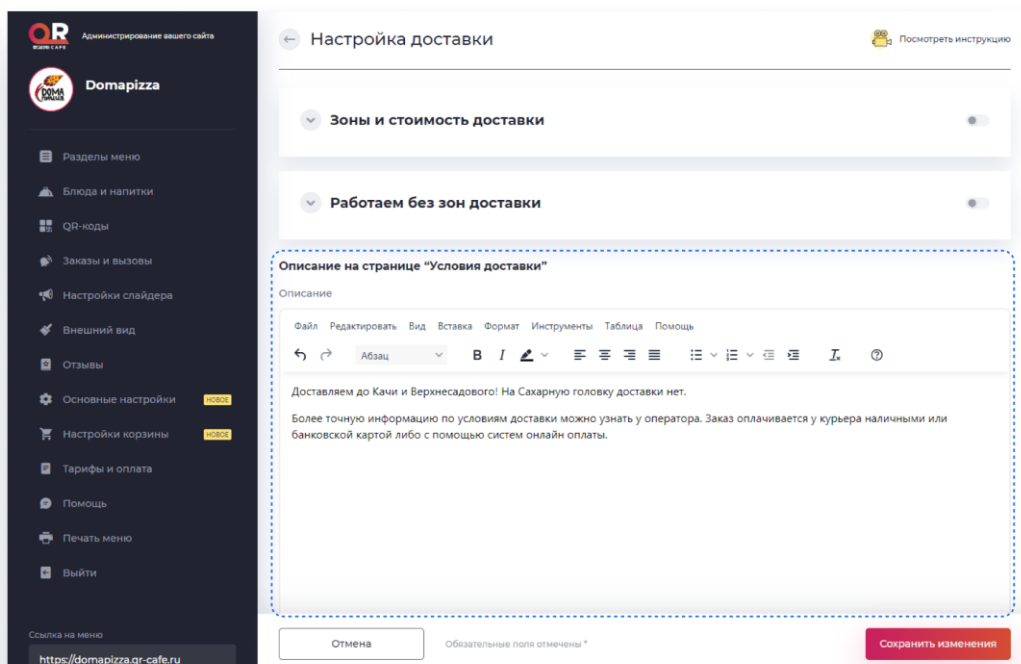 QR
Администрирование вашего сайта
Domapizza
Разделы меню
Блюда и напитки
QR-коды
Заказы и вызовы
Настройки слайдера
Внешний вид
Отзывы
Основные настройки НОВОЕ
Настройки корзины НОВОЕ
Тарифы и оплата
Помощь
Печать меню
Выйти
Ссылка на меню
https://domapizza.qr-cafe.ru
Настройка доставки
Посмотреть инструкцию
Зоны и стоимость доставки
Работаем без зон доставки
Описание на странице “Условия доставки”
Описание
Файл Редактировать Вид Вставка Формат Инструменты Таблица Помощь
Абзац B I
Доставляем до Качи и Верхнесадового! На Сахарную головку доставки нет.
Более точную информацию по условиям доставки можно узнать у оператора. Заказ оплачивается у курьера наличными или
банковской картой либо с помощью систем онлайн оплаты.
Отмена
Обязательные поля отмечены *
Сохранить изменения